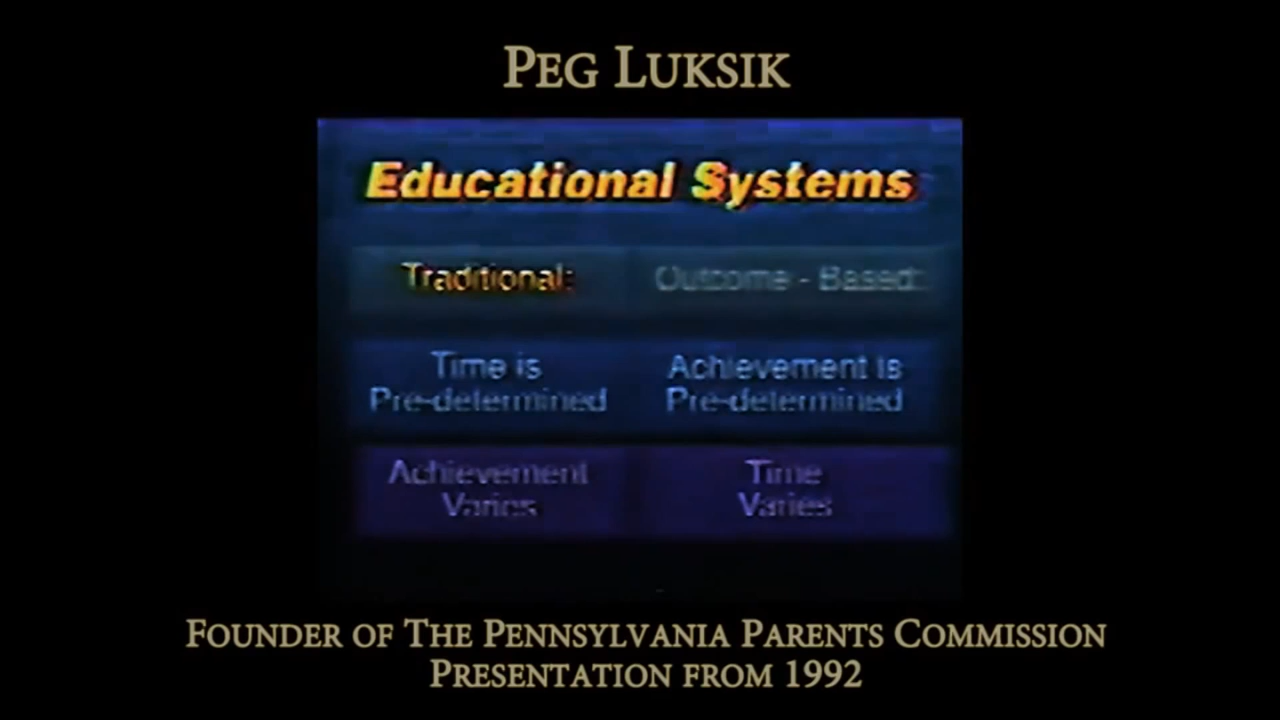 PEG LUKSIK
Educational Systems
Traditional: Outcome - Based:
Time is Achievement is
Pre-determined Pre-determined
Achievement Time
Varies Varies
FOUNDER OF THE PENNSYLVANIA PARENTS COMMISSION
PRESENTATION FROM 1992